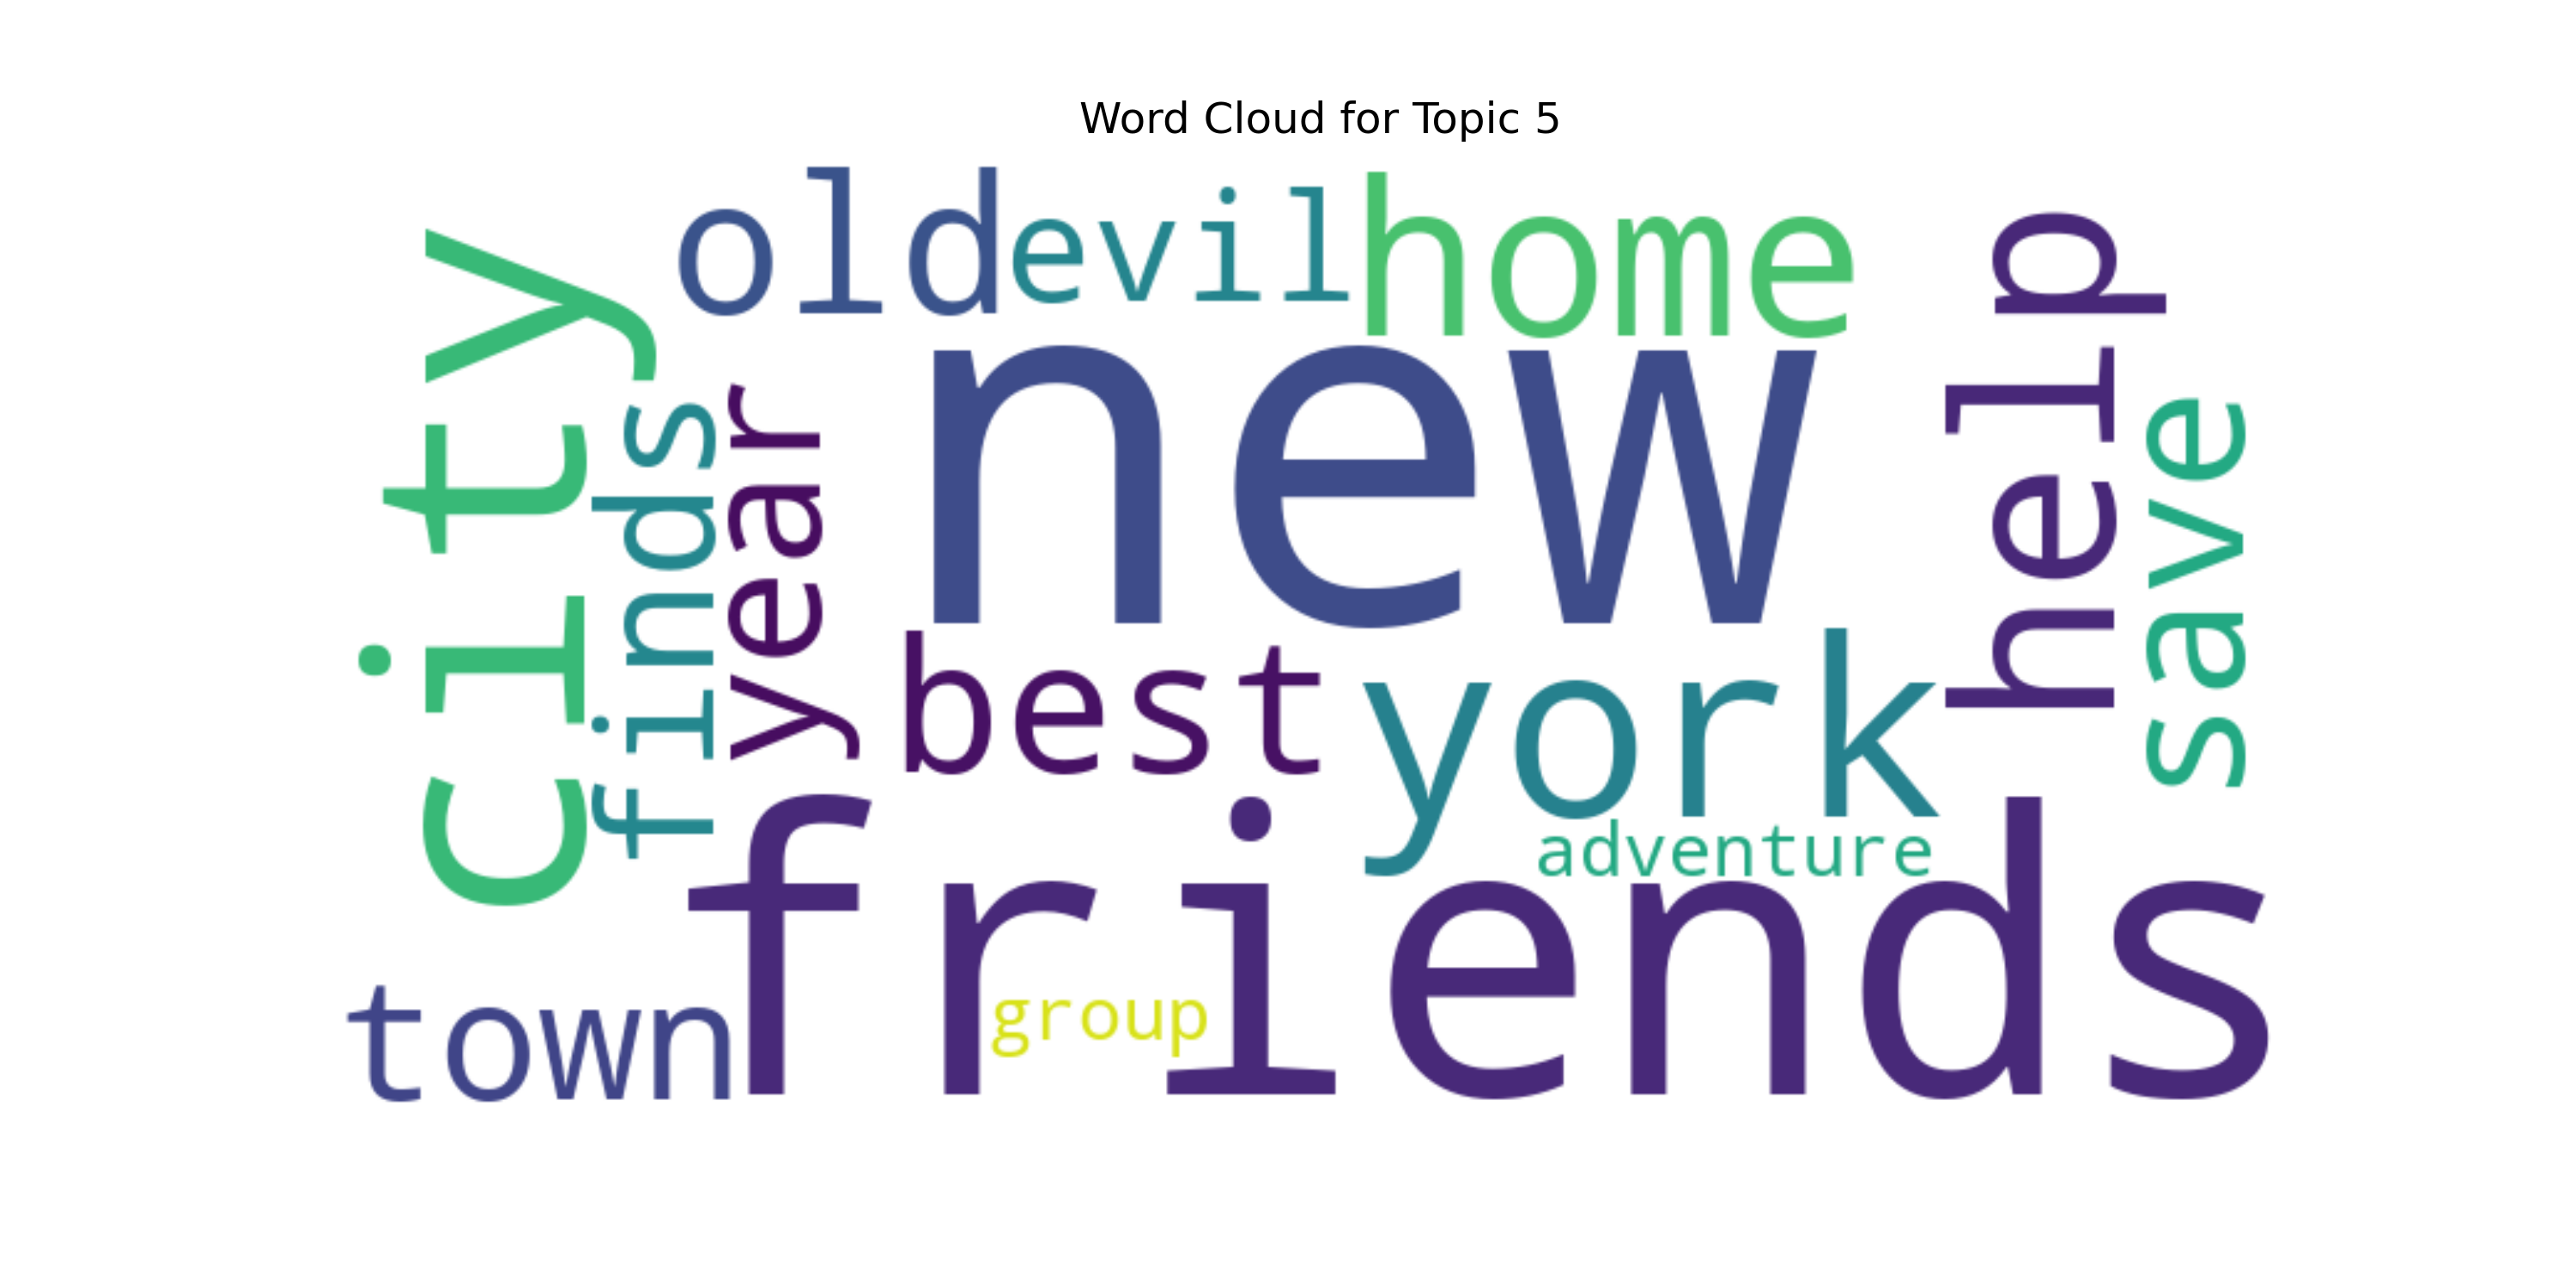 Word Cloud for Topic 5
old
evil
home
city
finds
year
new
help
save
best
york
adventure
friends
group
town